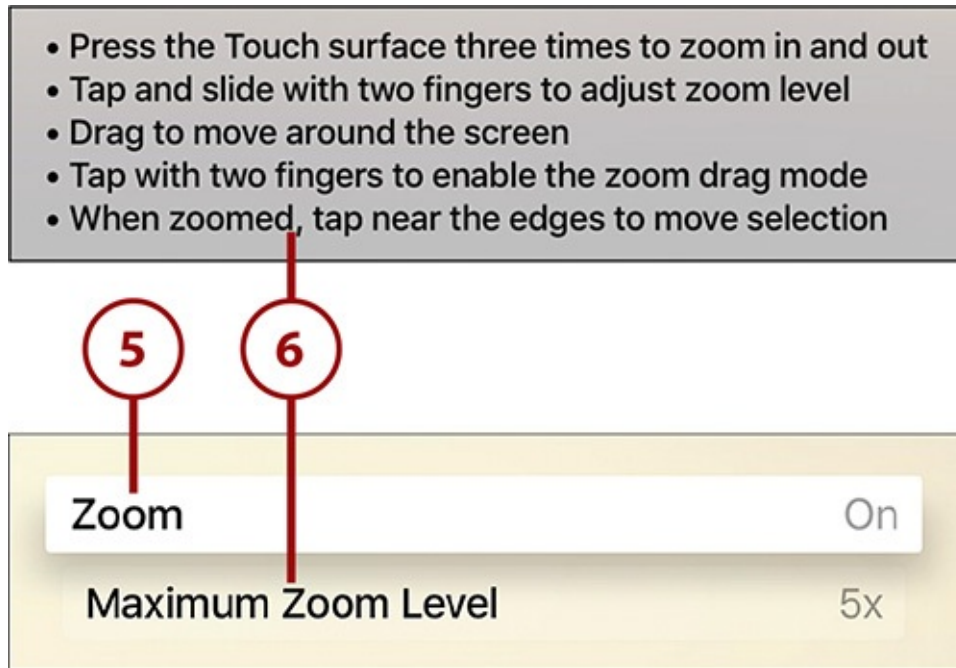 • Press the Touch surface three times to zoom in and out
• Tap and slide with two fingers to adjust zoom level
• Drag to move around the screen
• Tap with two fingers to enable the zoom drag mode
• When zoomed, tap near the edges to move selection
5 6
Zoom On
Maximum Zoom Level 5x